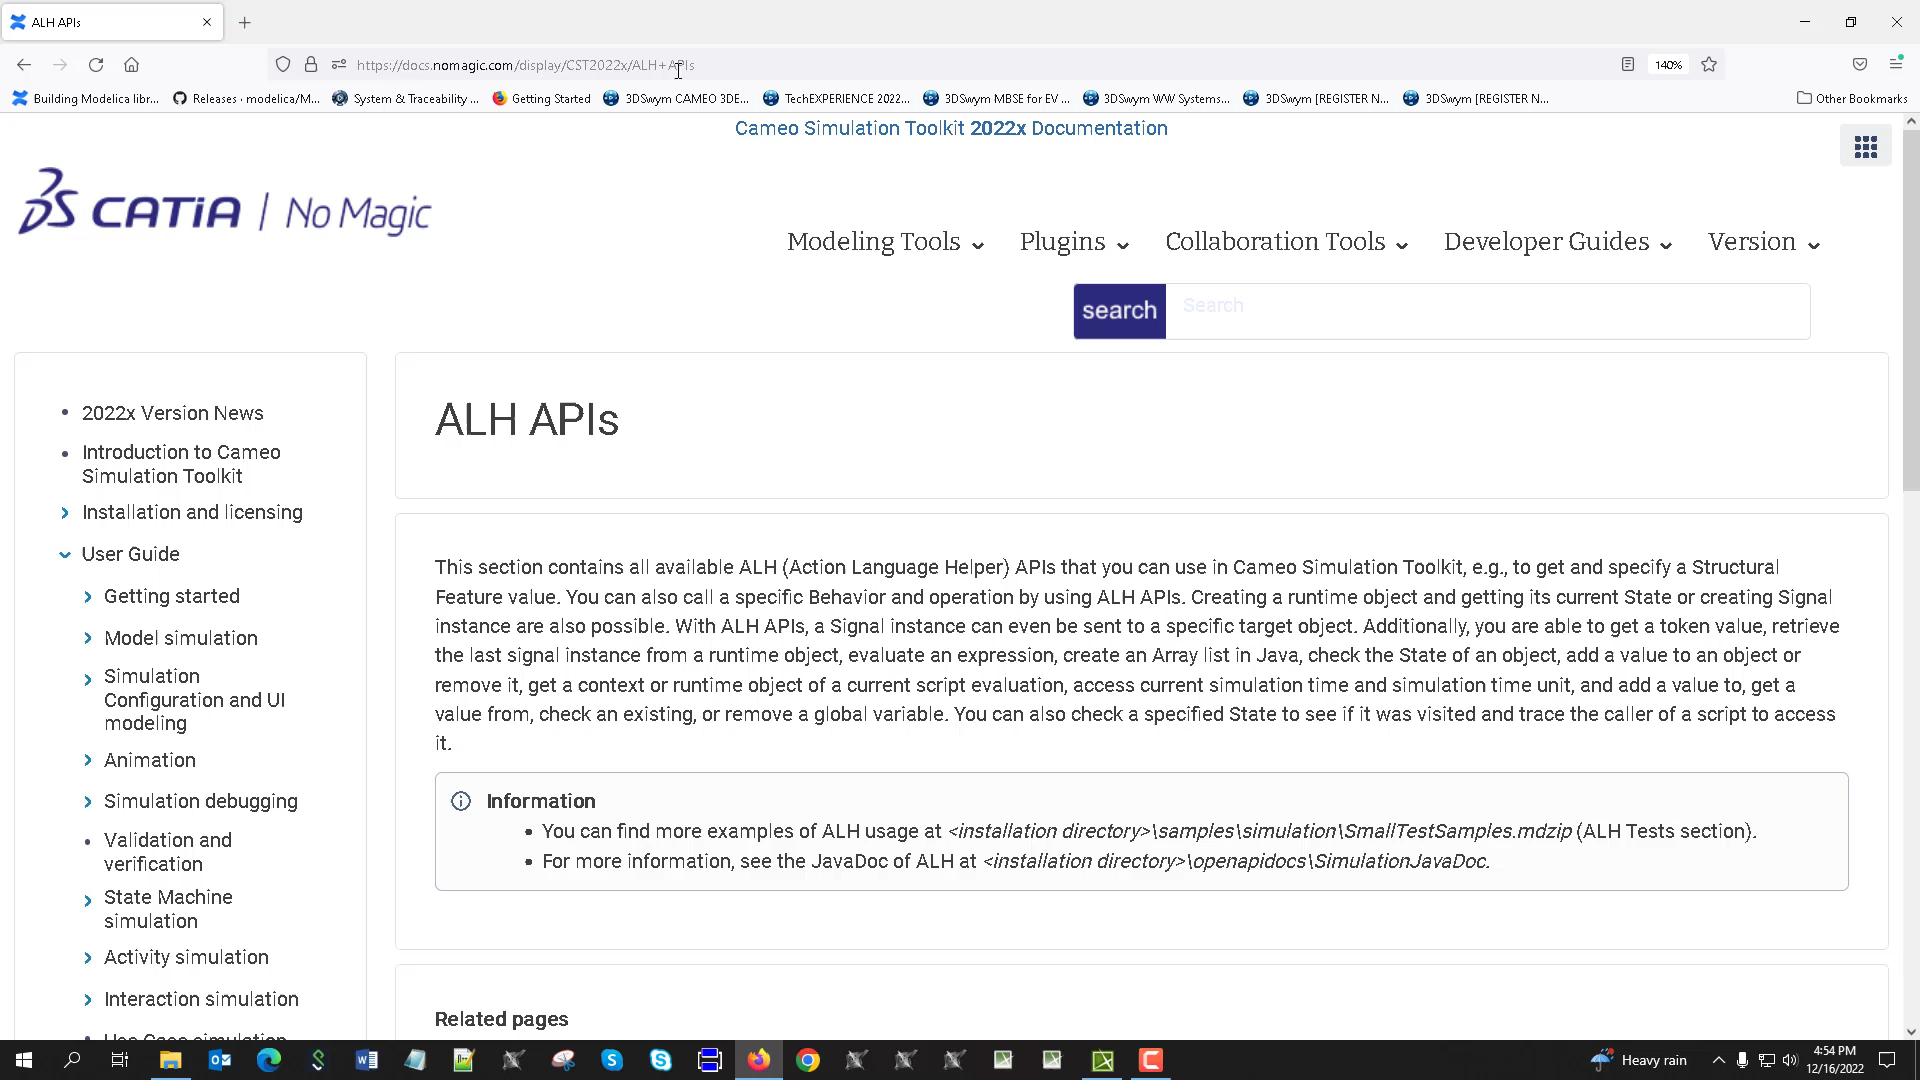 ALH APIs
https://docs.nomagic.com/display/CST2022x/ALH+APIs
140%
Building Modelica libr...
Releases · modelica/M...
System & Traceability ...
Getting Started
3DSwym CAMEO 3DE...
TechEXPERIENCE 2022...
3DSwym MBSE for EV ...
3DSwym WW Systems...
3DSwym [REGISTER N...
3DSwym [REGISTER N...
Other Bookmarks
Cameo Simulation Toolkit 2022x Documentation
3DS CATIA | No Magic
Modeling Tools
Plugins
Collaboration Tools
Developer Guides
Version
search
Search
2022x Version News
Introduction to Cameo
Simulation Toolkit
Installation and licensing
User Guide
Getting started
Model simulation
Simulation
Configuration and UI
modeling
Animation
Simulation debugging
Validation and
verification
State Machine
simulation
Activity simulation
Interaction simulation
Use Case simulation
ALH APIs
This section contains all available ALH (Action Language Helper) APIs that you can use in Cameo Simulation Toolkit, e.g., to get and specify a Structural
Feature value. You can also call a specific Behavior and operation by using ALH APIs. Creating a runtime object and getting its current State or creating Signal
instance are also possible. With ALH APIs, a Signal instance can even be sent to a specific target object. Additionally, you are able to get a token value, retrieve
the last signal instance from a runtime object, evaluate an expression, create an Array list in Java, check the State of an object, add a value to an object or
remove it, get a context or runtime object of a current script evaluation, access current simulation time and simulation time unit, and add a value to, get a
value from, check an existing, or remove a global variable. You can also check a specified State to see if it was visited and trace the caller of a script to access
it.
Information
You can find more examples of ALH usage at <installation directory>\samples\simulation\SmallTestSamples.mdzip (ALH Tests section).
For more information, see the JavaDoc of ALH at <installation directory>\openapidocs\SimulationJavaDoc.
Related pages
Heavy rain
4:54 PM
12/16/2022